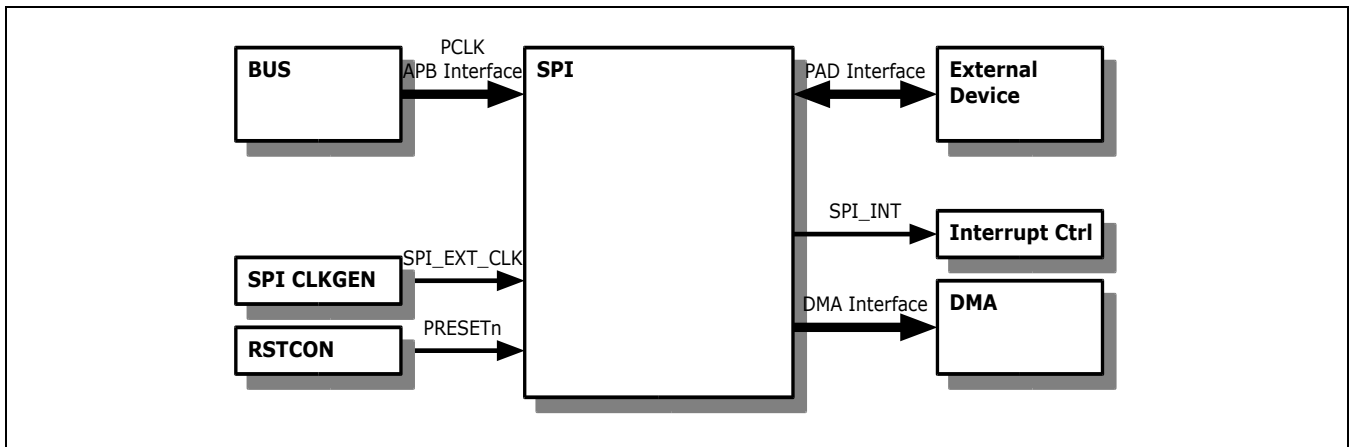 BUS
PCLK
APB Interface
SPI
PAD Interface
External
Device
SPI_INT
Interrupt Ctrl
SPI CLKGEN
SPI_EXT_CLK
DMA Interface
DMA
RSTCON
PRESETn